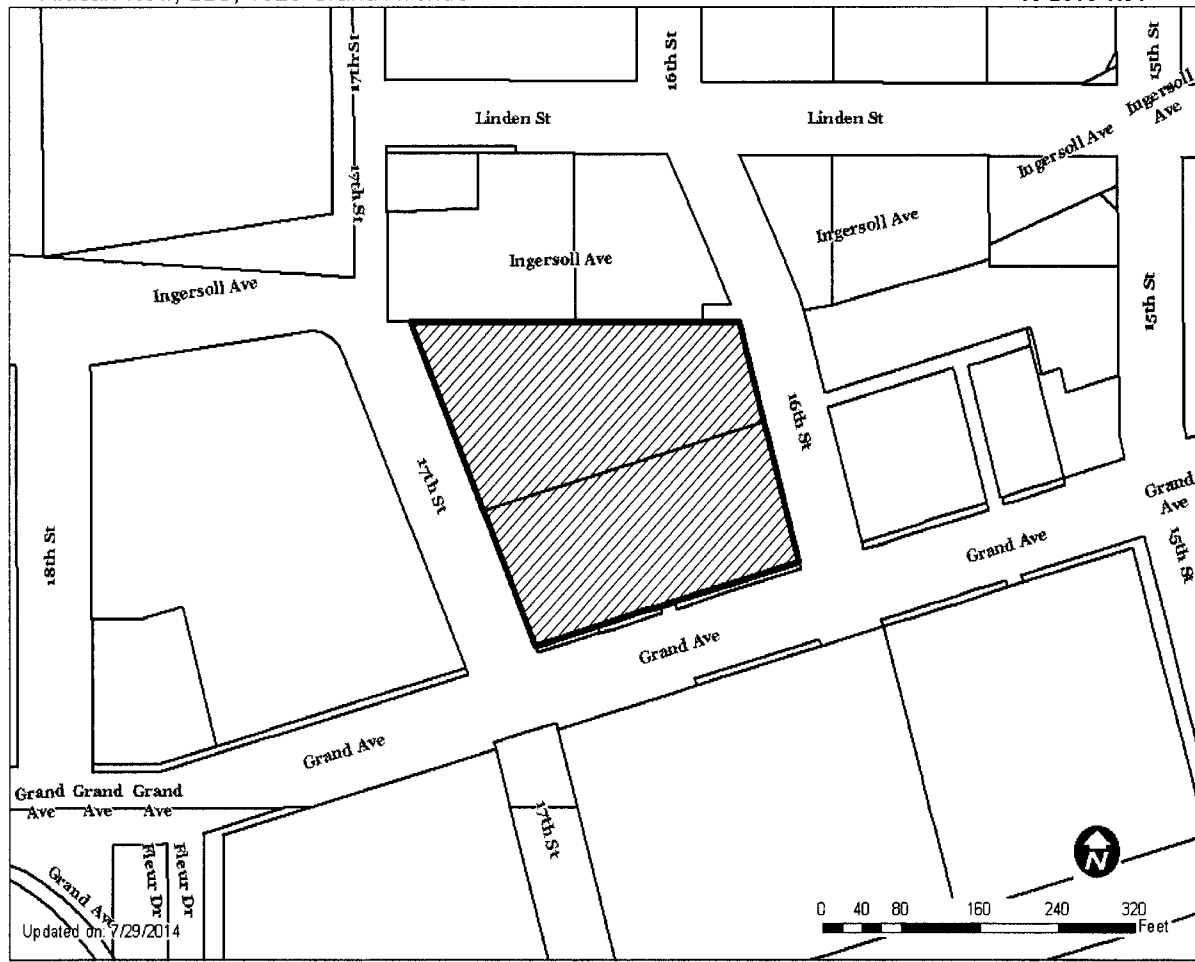 17th St
16th St
15th St
Linden St
Linden St
Ingersoll
Ave
Ingersoll Ave
17th St
Ingersoll Ave
Ingersoll Ave
Ingersoll Ave
15th St
16th St
17th St
18th St
Grand
Ave
Grand Ave
15th St
Grand Ave
Grand Ave
Grand Grand Grand
Ave Ave Ave
17th St
Fleur Dr
Fleur Dr
Grand Ave
N
0 40 80 160 240 320
Feet
Updated on: 7/29/2014